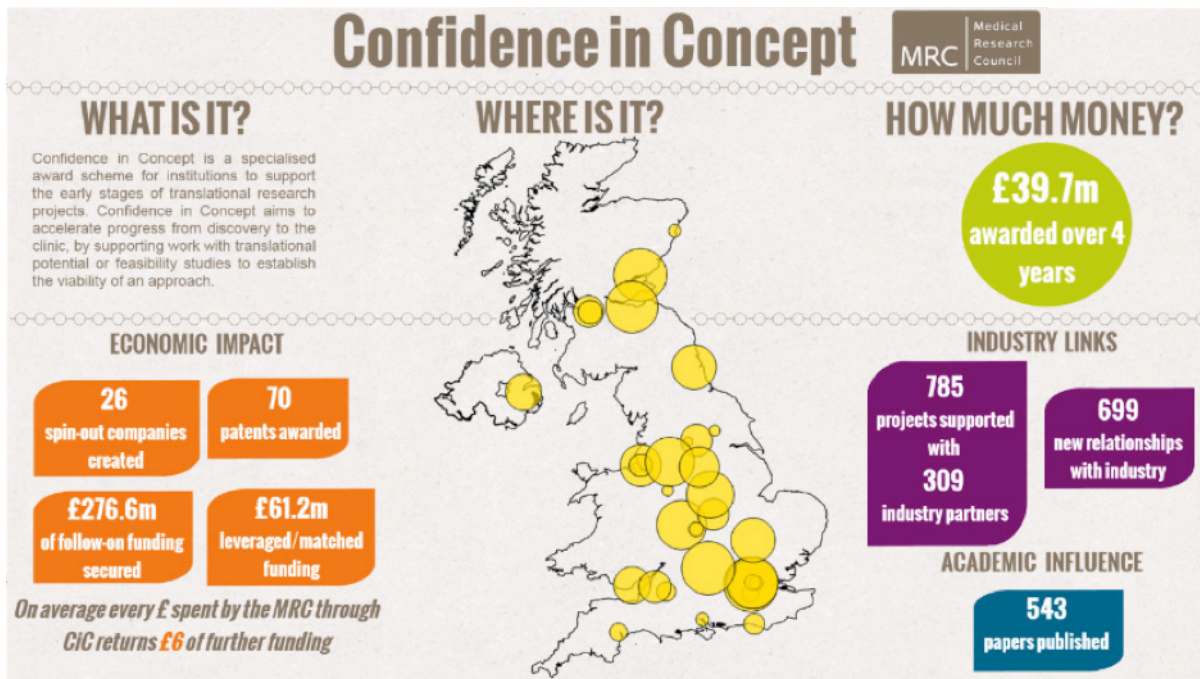 Confidence in Concept
MRC
Medical
Research
Council
WHAT IS IT?
Confidence in Concept is a specialised
award scheme for institutions to support
the early stages of translational research
projects. Confidence in Concept aims to
accelerate progress from discovery to the
clinic, by supporting work with translational
potential or feasibility studies to establish
the viability of an approach.
WHERE IS IT?
HOW MUCH MONEY?
£39.7m
awarded over 4
years
ECONOMIC IMPACT
26
spin-out companies
created
70
patents awarded
£276.6m
of follow-on funding
secured
£61.2m
leveraged/matched
funding
On average every £ spent by the MRC through
CiC returns £6 of further funding
INDUSTRY LINKS
785
projects supported
with
309
industry partners
699
new relationships
with industry
ACADEMIC INFLUENCE
543
papers published